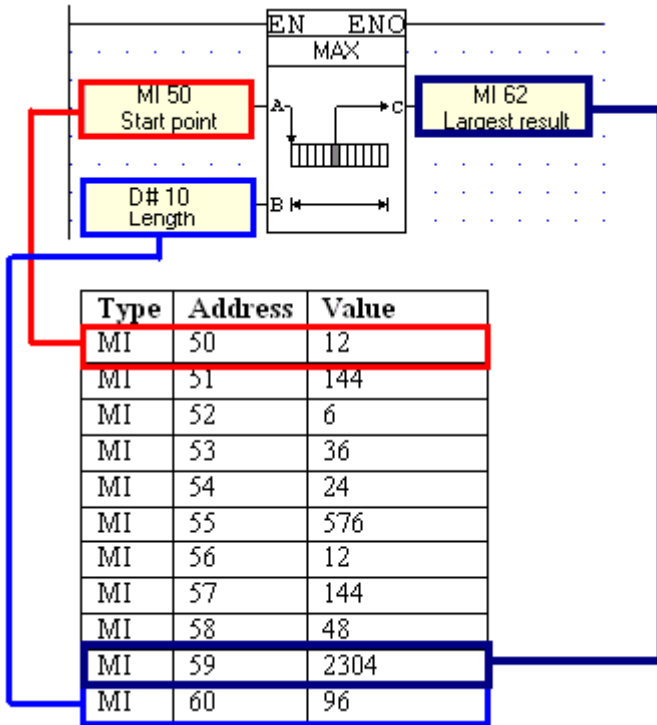 EN ENO
MAX
MI 50
Start point
A
C
MI 62
Largest result
D# 10
Length
B
Type Address Value
MI 50 12
MI 51 144
MI 52 6
MI 53 36
MI 54 24
MI 55 576
MI 56 12
MI 57 144
MI 58 48
MI 59 2304
MI 60 96